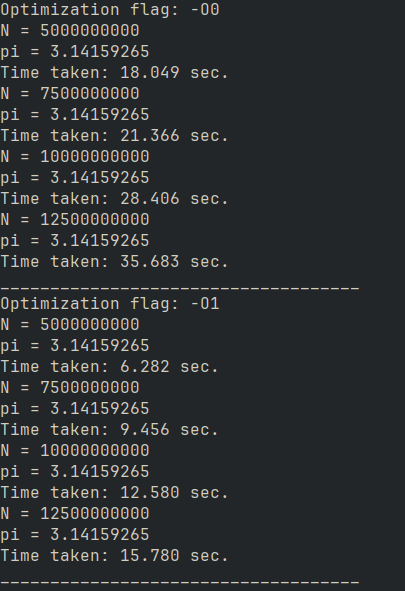 Optimization flag: -O0
N = 5000000000
pi = 3.14159265
Time taken: 18.049 sec.
N = 7500000000
pi = 3.14159265
Time taken: 21.366 sec.
N = 10000000000
pi = 3.14159265
Time taken: 28.406 sec.
N = 12500000000
pi = 3.14159265
Time taken: 35.683 sec.
____________________________________
Optimization flag: -O1
N = 5000000000
pi = 3.14159265
Time taken: 6.282 sec.
N = 7500000000
pi = 3.14159265
Time taken: 9.456 sec.
N = 10000000000
pi = 3.14159265
Time taken: 12.580 sec.
N = 12500000000
pi = 3.14159265
Time taken: 15.780 sec.
____________________________________